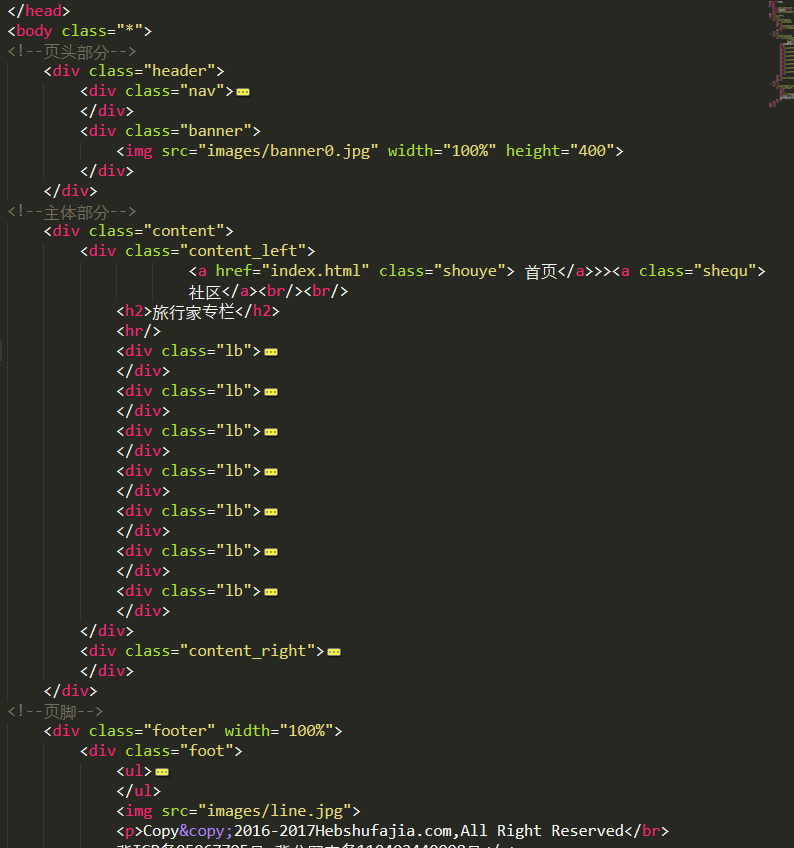 </head>
<body class="*">
<!--页头部分-->
<div class="header">
<div class="nav">
</div>
<div class="banner">
<img src="images/banner0.jpg" width="100%" height="400">
</div>
</div>
<!--主体部分-->
<div class="content">
<div class="content_left">
<a href="index.html" class="shouye"> 首页</a>>><a class="shequ">
社区</a><br/><br/>
<h2>旅行家专栏</h2>
<hr/>
<div class="lb">
</div>
<div class="lb">
</div>
<div class="lb">
</div>
<div class="lb">
</div>
<div class="lb">
</div>
<div class="lb">
</div>
<div class="lb">
</div>
</div>
<div class="content_right">
</div>
</div>
<!--页脚-->
<div class="footer" width="100%">
<div class="foot">
<ul>
</ul>
<img src="images/line.jpg">
<p>Copy&copy;2016-2017Hebshufajia.com,All Right Reserved</br>